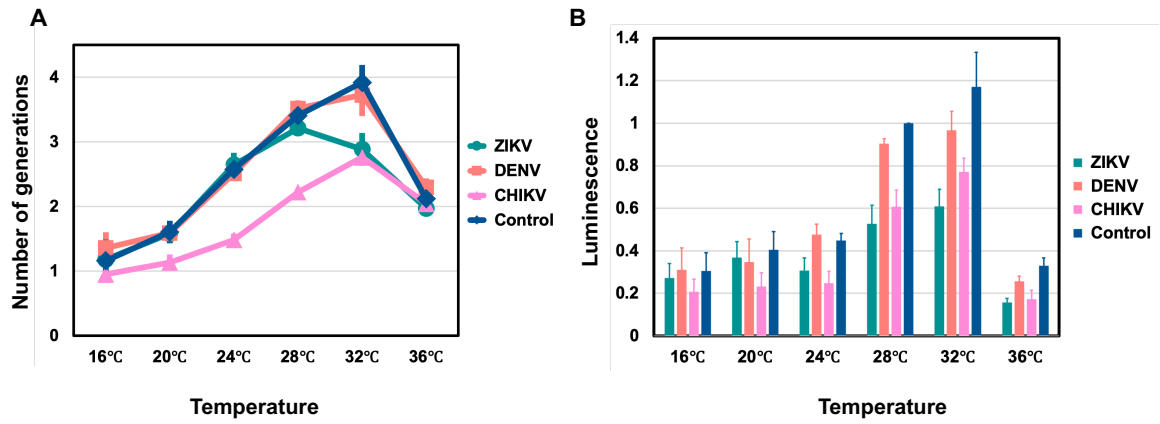 A
Number of generations
4
3
2
1
0
16℃ 20℃ 24℃ 28℃ 32℃ 36℃
Temperature
ZIKV
DENV
CHIKV
Control
B
Luminescence
1.4
1.2
1
0.8
0.6
0.4
0.2
0
16℃ 20℃ 24℃ 28℃ 32℃ 36℃
Temperature
ZIKV
DENV
CHIKV
Control